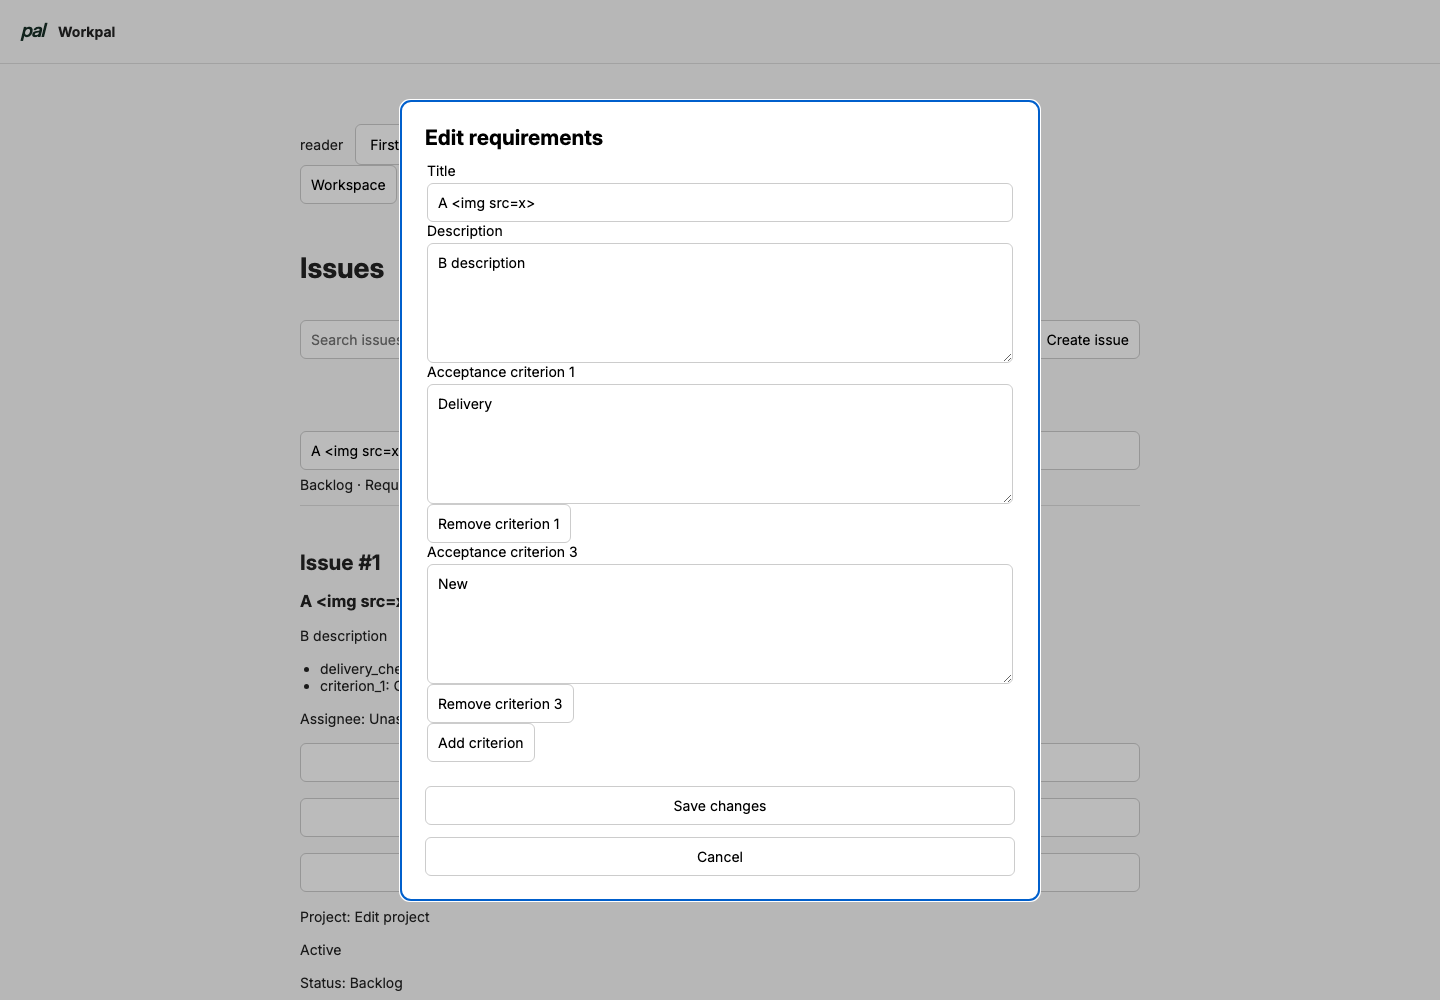 pal Workpal
reader First
Workspace
Issues
Search issues
Create issue
A <img src=x
Backlog · Requ
Issue #1
A <img src=x
B description
delivery_che
criterion_1:
Assignee: Unas
Project: Edit project
Active
Status: Backlog
Edit requirements
Title
A <img src=x>
Description
B description
Acceptance criterion 1
Delivery
Remove criterion 1
Acceptance criterion 3
New
Remove criterion 3
Add criterion
Save changes
Cancel